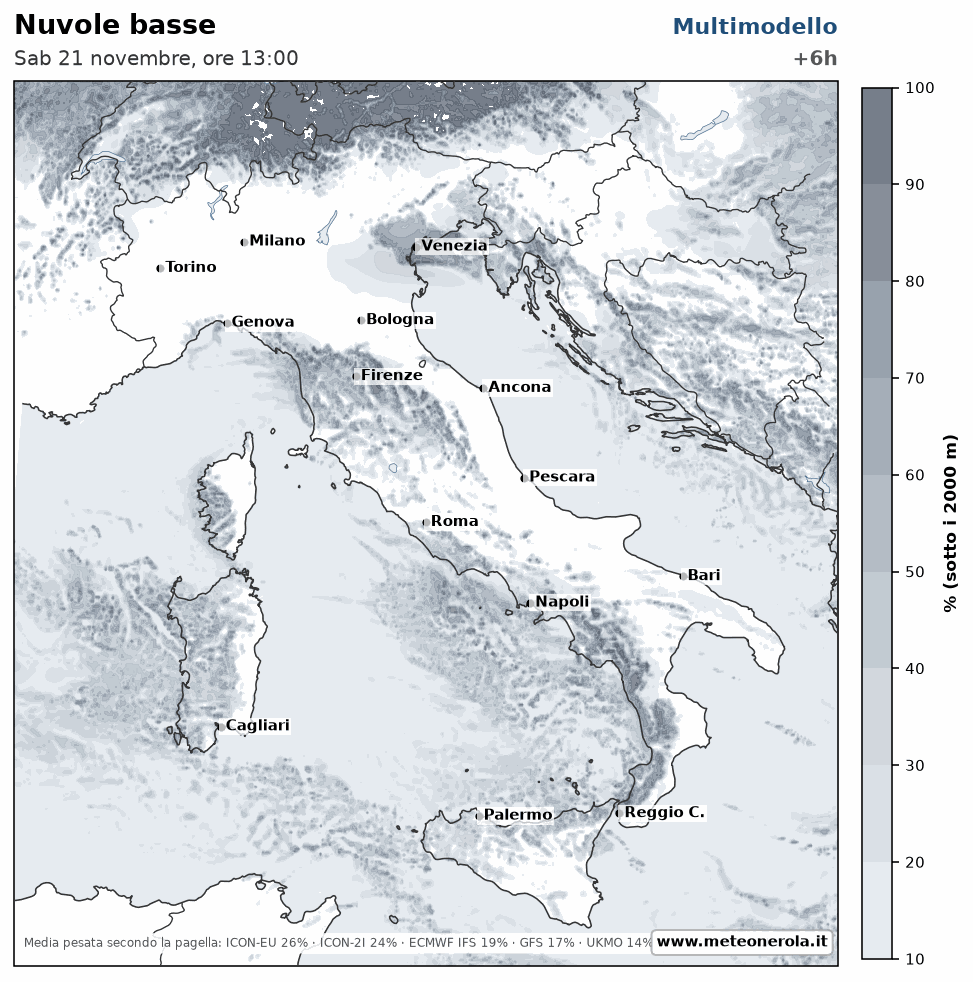 Nuvole basse
Multimodello
Sab 21 novembre, ore 13:00
+6h
100
90
80
70
60
50
40
30
20
10
% (sotto i 2000 m)
Milano
Venezia
Torino
Genova
Bologna
Firenze
Ancona
Pescara
Roma
Bari
Napoli
Cagliari
Palermo
Reggio C.
Media pesata secondo la pagella: ICON-EU 26% · ICON-2I 24% · ECMWF IFS 19% · GFS 17% · UKMO 14%
www.meteonerola.it